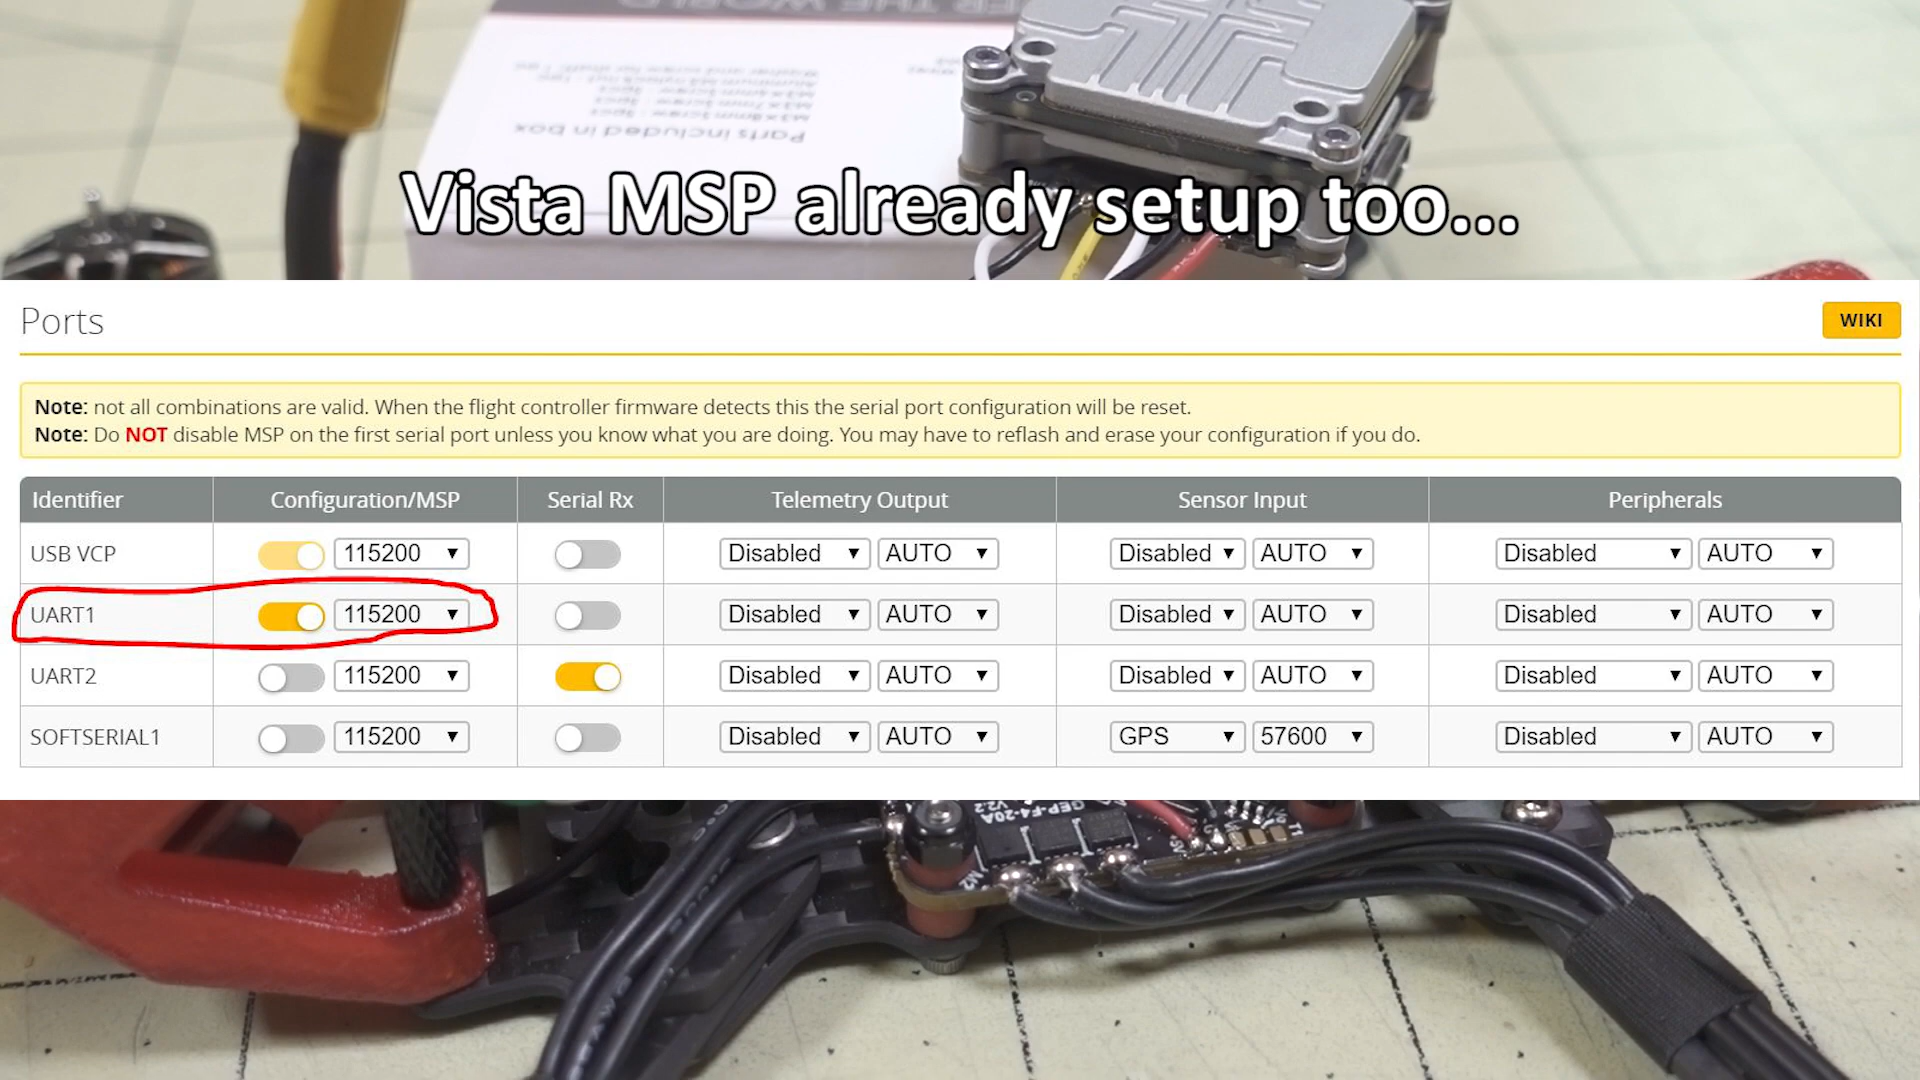 Vista MSP already setup too...
Ports
WIKI
Note: not all combinations are valid. When the flight controller firmware detects this the serial port configuration will be reset.
Note: Do NOT disable MSP on the first serial port unless you know what you are doing. You may have to reflash and erase your configuration if you do.
Identifier Configuration/MSP Serial Rx Telemetry Output Sensor Input Peripherals
USB VCP 115200 Disabled AUTO Disabled AUTO Disabled AUTO
UART1 115200 Disabled AUTO Disabled AUTO Disabled AUTO
UART2 115200 Disabled AUTO Disabled AUTO Disabled AUTO
SOFTSERIAL1 115200 Disabled AUTO GPS 57600 Disabled AUTO
Parts included in box
GEP-F4-20A
V2.2